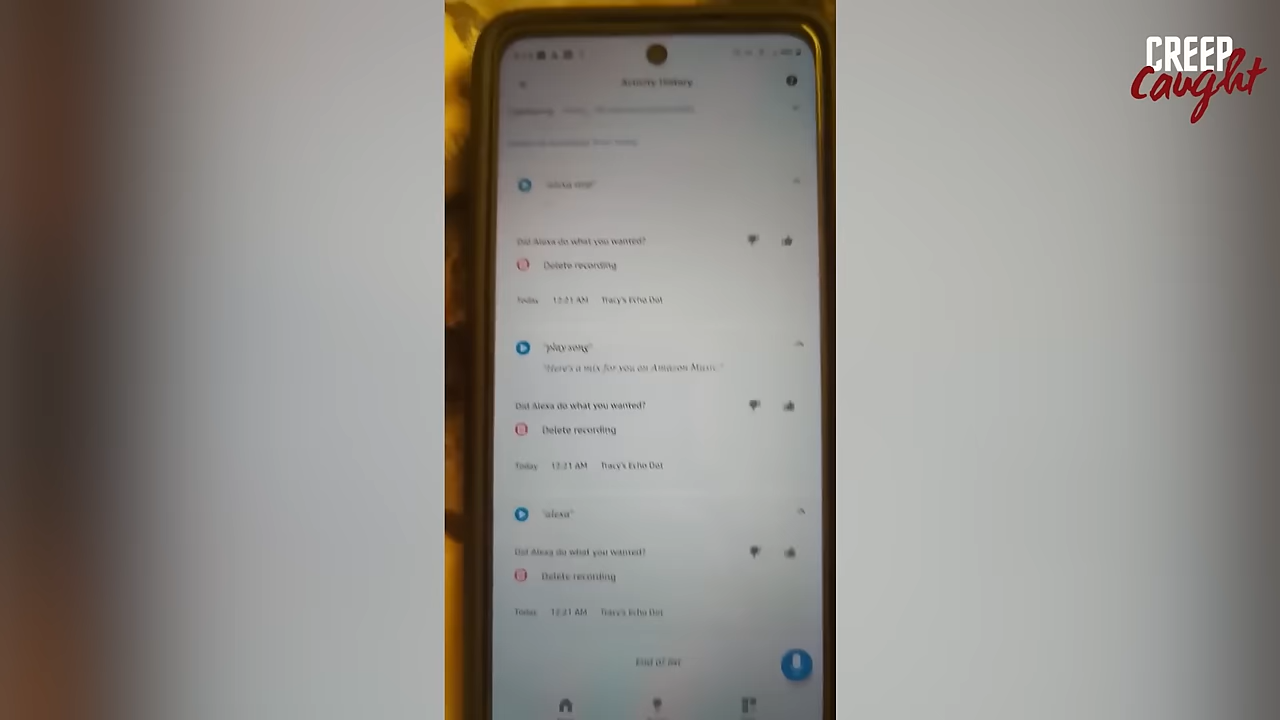 CREEP
Caught
Activity History
"alexa stop"
Did Alexa do what you wanted?
Delete recording
Today 12:21 AM Tracy's Echo Dot
"play song"
"Here's a mix for you on Amazon Music."
Did Alexa do what you wanted?
Delete recording
Today 12:21 AM Tracy's Echo Dot
"alexa"
Did Alexa do what you wanted?
Delete recording
Today 12:21 AM Tracy's Echo Dot
End of list